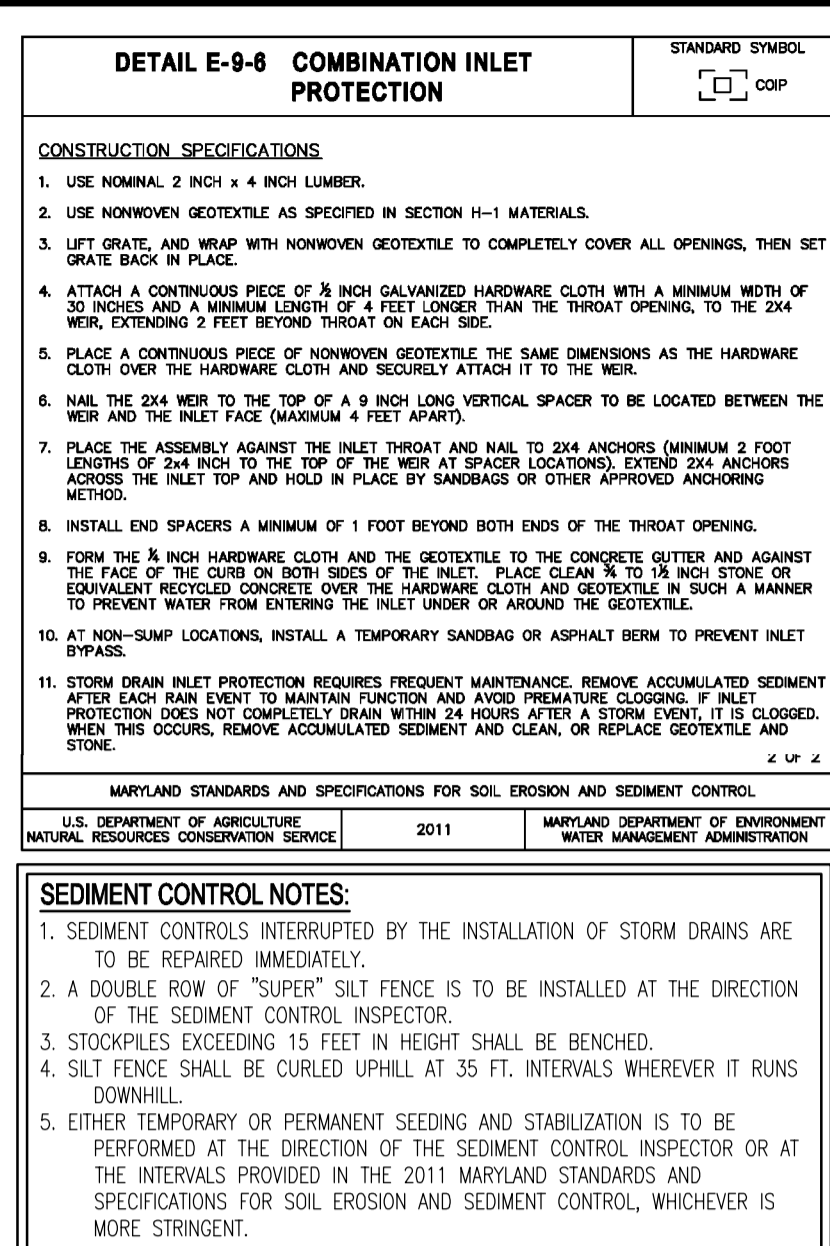 DETAIL E-9-6 COMBINATION INLET
PROTECTION
STANDARD SYMBOL
COIP
CONSTRUCTION SPECIFICATIONS
1. USE NOMINAL 2 INCH x 4 INCH LUMBER.
2. USE NONWOVEN GEOTEXTILE AS SPECIFIED IN SECTION H-1 MATERIALS.
3. LIFT GRATE, AND WRAP WITH NONWOVEN GEOTEXTILE TO COMPLETELY COVER ALL OPENINGS, THEN SET
GRATE BACK IN PLACE.
4. ATTACH A CONTINUOUS PIECE OF ½ INCH GALVANIZED HARDWARE CLOTH WITH A MINIMUM WIDTH OF
30 INCHES AND A MINIMUM LENGTH OF 4 FEET LONGER THAN THE THROAT OPENING, TO THE 2X4
WEIR, EXTENDING 2 FEET BEYOND THROAT ON EACH SIDE.
5. PLACE A CONTINUOUS PIECE OF NONWOVEN GEOTEXTILE THE SAME DIMENSIONS AS THE HARDWARE
CLOTH OVER THE HARDWARE CLOTH AND SECURELY ATTACH IT TO THE WEIR.
6. NAIL THE 2X4 WEIR TO THE TOP OF A 9 INCH LONG VERTICAL SPACER TO BE LOCATED BETWEEN THE
WEIR AND THE INLET FACE (MAXIMUM 4 FEET APART).
7. PLACE THE ASSEMBLY AGAINST THE INLET THROAT AND NAIL TO 2X4 ANCHORS (MINIMUM 2 FOOT
LENGTHS OF 2x4 INCH TO THE TOP OF THE WEIR AT SPACER LOCATIONS). EXTEND 2X4 ANCHORS
ACROSS THE INLET TOP AND HOLD IN PLACE BY SANDBAGS OR OTHER APPROVED ANCHORING
METHOD.
8. INSTALL END SPACERS A MINIMUM OF 1 FOOT BEYOND BOTH ENDS OF THE THROAT OPENING.
9. FORM THE ¼ INCH HARDWARE CLOTH AND THE GEOTEXTILE TO THE CONCRETE GUTTER AND AGAINST
THE FACE OF THE CURB ON BOTH SIDES OF THE INLET. PLACE CLEAN ¾ TO 1½ INCH STONE OR
EQUIVALENT RECYCLED CONCRETE OVER THE HARDWARE CLOTH AND GEOTEXTILE IN SUCH A MANNER
TO PREVENT WATER FROM ENTERING THE INLET UNDER OR AROUND THE GEOTEXTILE.
10. AT NON-SUMP LOCATIONS, INSTALL A TEMPORARY SANDBAG OR ASPHALT BERM TO PREVENT INLET
BYPASS.
11. STORM DRAIN INLET PROTECTION REQUIRES FREQUENT MAINTENANCE. REMOVE ACCUMULATED SEDIMENT
AFTER EACH RAIN EVENT TO MAINTAIN FUNCTION AND AVOID PREMATURE CLOGGING. IF INLET
PROTECTION DOES NOT COMPLETELY DRAIN WITHIN 24 HOURS AFTER A STORM EVENT, IT IS CLOGGED.
WHEN THIS OCCURS, REMOVE ACCUMULATED SEDIMENT AND CLEAN, OR REPLACE GEOTEXTILE AND
STONE.
2 OF 2
MARYLAND STANDARDS AND SPECIFICATIONS FOR SOIL EROSION AND SEDIMENT CONTROL
U.S. DEPARTMENT OF AGRICULTURE
NATURAL RESOURCES CONSERVATION SERVICE
2011
MARYLAND DEPARTMENT OF ENVIRONMENT
WATER MANAGEMENT ADMINISTRATION
SEDIMENT CONTROL NOTES:
1. SEDIMENT CONTROLS INTERRUPTED BY THE INSTALLATION OF STORM DRAINS ARE
TO BE REPAIRED IMMEDIATELY.
2. A DOUBLE ROW OF "SUPER" SILT FENCE IS TO BE INSTALLED AT THE DIRECTION
OF THE SEDIMENT CONTROL INSPECTOR.
3. STOCKPILES EXCEEDING 15 FEET IN HEIGHT SHALL BE BENCHED.
4. SILT FENCE SHALL BE CURLED UPHILL AT 35 FT. INTERVALS WHEREVER IT RUNS
DOWNHILL.
5. EITHER TEMPORARY OR PERMANENT SEEDING AND STABILIZATION IS TO BE
PERFORMED AT THE DIRECTION OF THE SEDIMENT CONTROL INSPECTOR OR AT
THE INTERVALS PROVIDED IN THE 2011 MARYLAND STANDARDS AND
SPECIFICATIONS FOR SOIL EROSION AND SEDIMENT CONTROL, WHICHEVER IS
MORE STRINGENT.